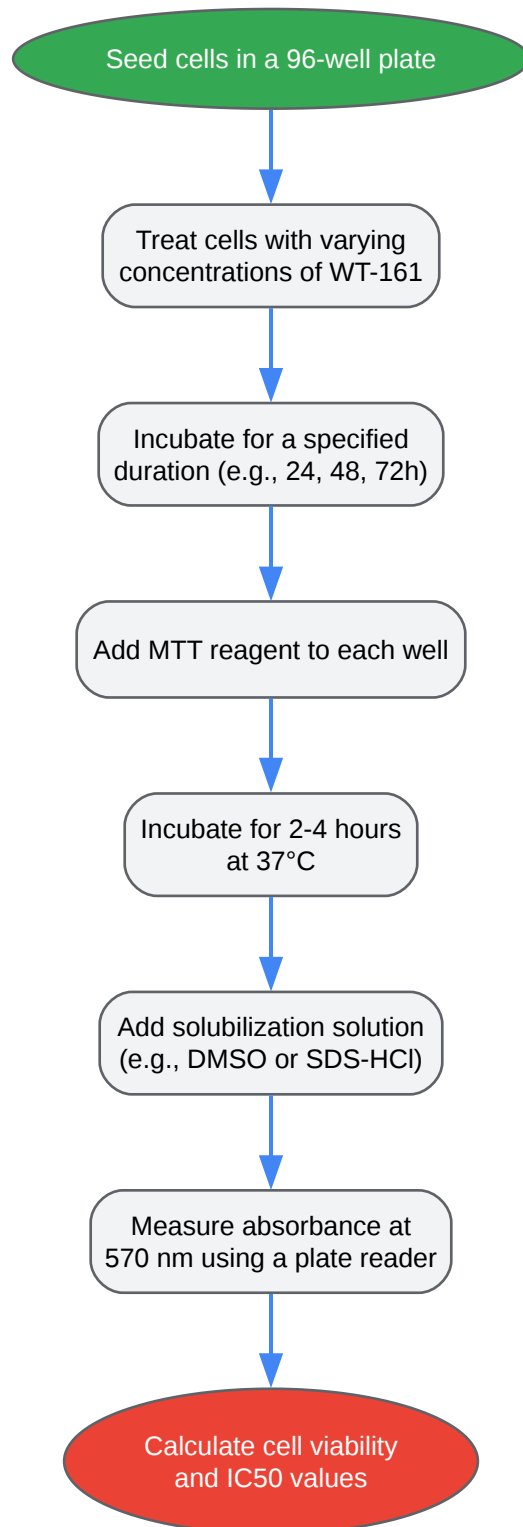 Seed cells in a 96-well plate
Treat cells with varying
concentrations of WT-161
Incubate for a specified
duration (e.g., 24, 48, 72h)
Add MTT reagent to each well
Incubate for 2-4 hours
at 37°C
Add solubilization solution
(e.g., DMSO or SDS-HCl)
Measure absorbance at
570 nm using a plate reader
Calculate cell viability
and IC50 values